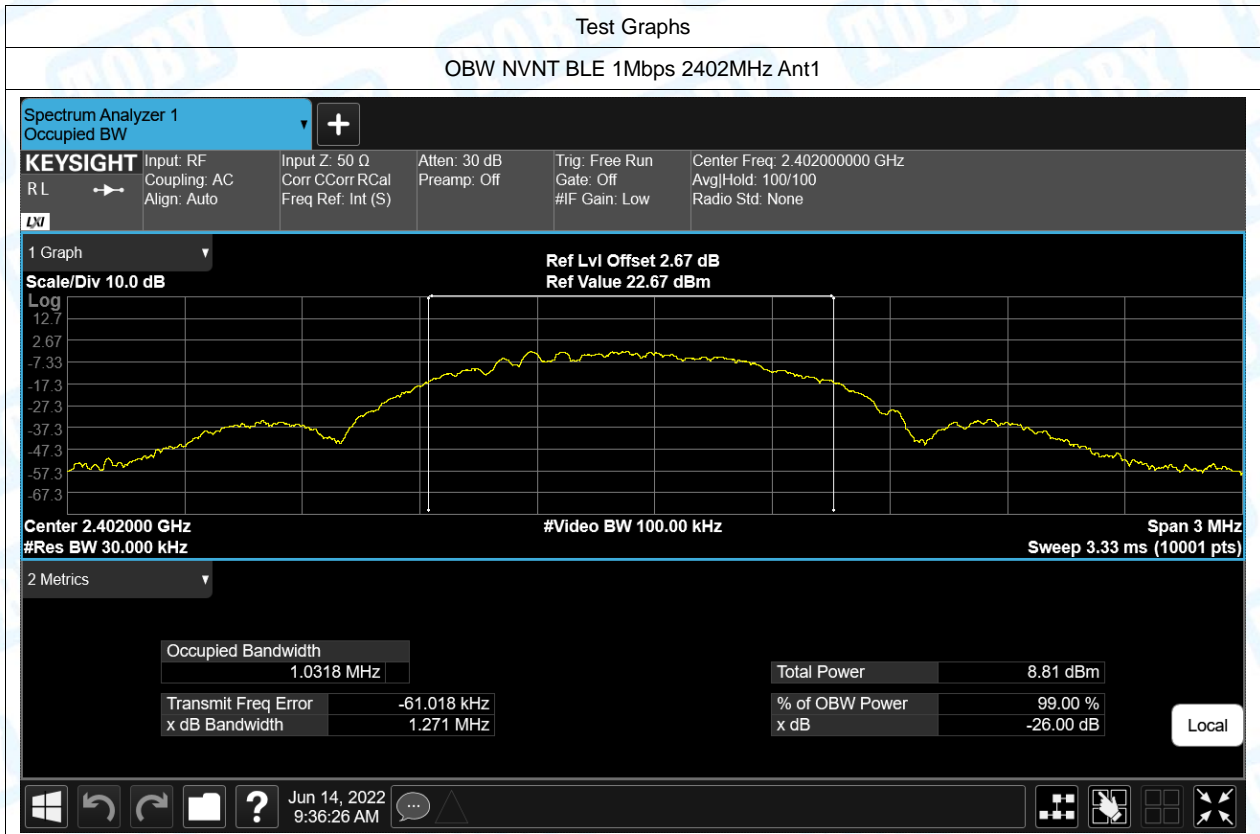 Test Graphs
OBW NVNT BLE 1Mbps 2402MHz Ant1
Spectrum Analyzer 1
Occupied BW
KEYSIGHT
R L
LXI
Input: RF
Coupling: AC
Align: Auto
Input Z: 50 Ω
Corr CCorr RCal
Freq Ref: Int (S)
Atten: 30 dB
Preamp: Off
Trig: Free Run
Gate: Off
#IF Gain: Low
Center Freq: 2.402000000 GHz
Avg|Hold: 100/100
Radio Std: None
1 Graph
Scale/Div 10.0 dB
Ref Lvl Offset 2.67 dB
Ref Value 22.67 dBm
Log
12.7
2.67
-7.33
-17.3
-27.3
-37.3
-47.3
-57.3
-67.3
Center 2.402000 GHz
#Video BW 100.00 kHz
Span 3 MHz
#Res BW 30.000 kHz
Sweep 3.33 ms (10001 pts)
2 Metrics
Occupied Bandwidth
1.0318 MHz
Total Power 8.81 dBm
Transmit Freq Error -61.018 kHz
% of OBW Power 99.00 %
x dB Bandwidth 1.271 MHz
x dB -26.00 dB
Local
?
Jun 14, 2022
9:36:26 AM
TOBY
TOBY
TOBY
TOBY